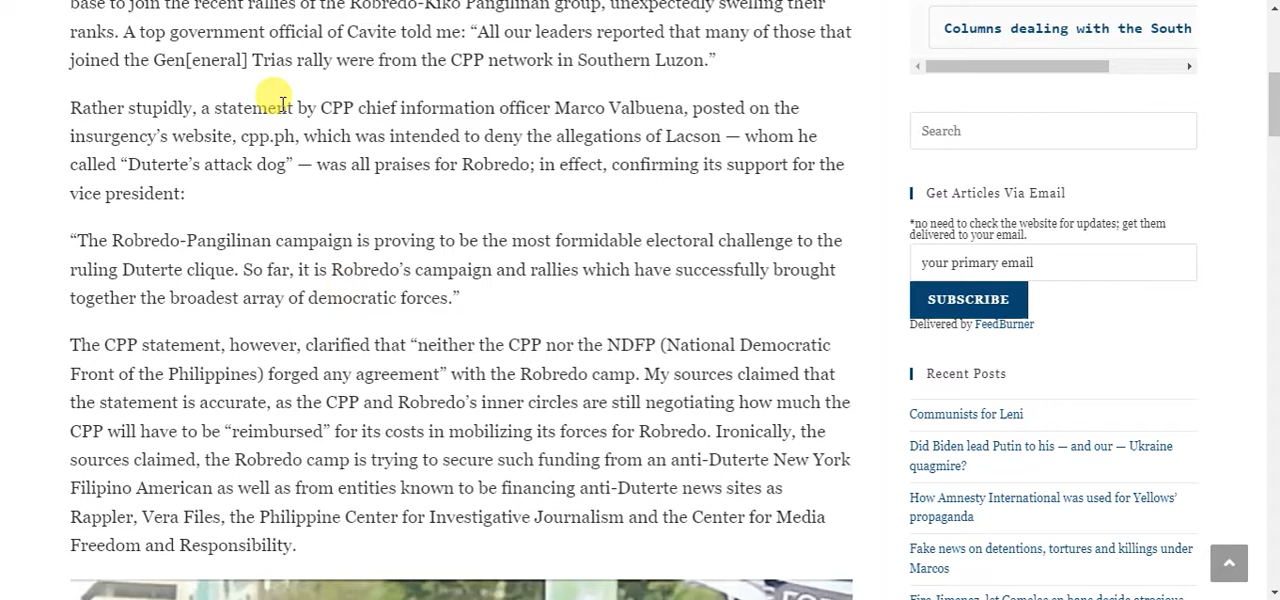 base to join the recent rallies of the Robredo-Kiko Pangilinan group, unexpectedly swelling their
ranks. A top government official of Cavite told me: “All our leaders reported that many of those that
joined the Gen[eneral] Trias rally were from the CPP network in Southern Luzon.”
Rather stupidly, a statement by CPP chief information officer Marco Valbuena, posted on the
insurgency’s website, cpp.ph, which was intended to deny the allegations of Lacson — whom he
called “Duterte’s attack dog” — was all praises for Robredo; in effect, confirming its support for the
vice president:
“The Robredo-Pangilinan campaign is proving to be the most formidable electoral challenge to the
ruling Duterte clique. So far, it is Robredo’s campaign and rallies which have successfully brought
together the broadest array of democratic forces.”
The CPP statement, however, clarified that “neither the CPP nor the NDFP (National Democratic
Front of the Philippines) forged any agreement” with the Robredo camp. My sources claimed that
the statement is accurate, as the CPP and Robredo’s inner circles are still negotiating how much the
CPP will have to be “reimbursed” for its costs in mobilizing its forces for Robredo. Ironically, the
sources claimed, the Robredo camp is trying to secure such funding from an anti-Duterte New York
Filipino American as well as from entities known to be financing anti-Duterte news sites as
Rappler, Vera Files, the Philippine Center for Investigative Journalism and the Center for Media
Freedom and Responsibility.
Columns dealing with the South
Search
Get Articles Via Email
*no need to check the website for updates; get them
delivered to your email.
your primary email
SUBSCRIBE
Delivered by FeedBurner
Recent Posts
Communists for Leni
Did Biden lead Putin to his — and our — Ukraine
quagmire?
How Amnesty International was used for Yellows’
propaganda
Fake news on detentions, tortures and killings under
Marcos